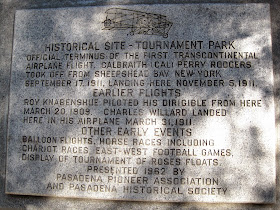 HISTORICAL SITE - TOURNAMENT PARK
OFFICIAL TERMINUS OF THE FIRST TRANSCONTINENTAL
AIRPLANE FLIGHT. GALBRAITH (CAL) PERRY RODGERS
TOOK OFF FROM SHEEPSHEAD BAY, NEW YORK,
SEPTEMBER 17, 1911, LANDING HERE NOVEMBER 5, 1911.
EARLIER FLIGHTS
ROY KNABENSHUE PILOTED HIS DIRIGIBLE FROM HERE
MARCH 20, 1909. CHARLES WILLARD LANDED
HERE IN HIS AIRPLANE MARCH 31, 1911.
OTHER EARLY EVENTS
BALLOON FLIGHTS, HORSE RACES INCLUDING
CHARIOT RACES, EAST-WEST FOOTBALL GAMES,
DISPLAY OF TOURNAMENT OF ROSES FLOATS.
PRESENTED 1962 BY
PASADENA PIONEER ASSOCIATION
AND PASADENA HISTORICAL SOCIETY